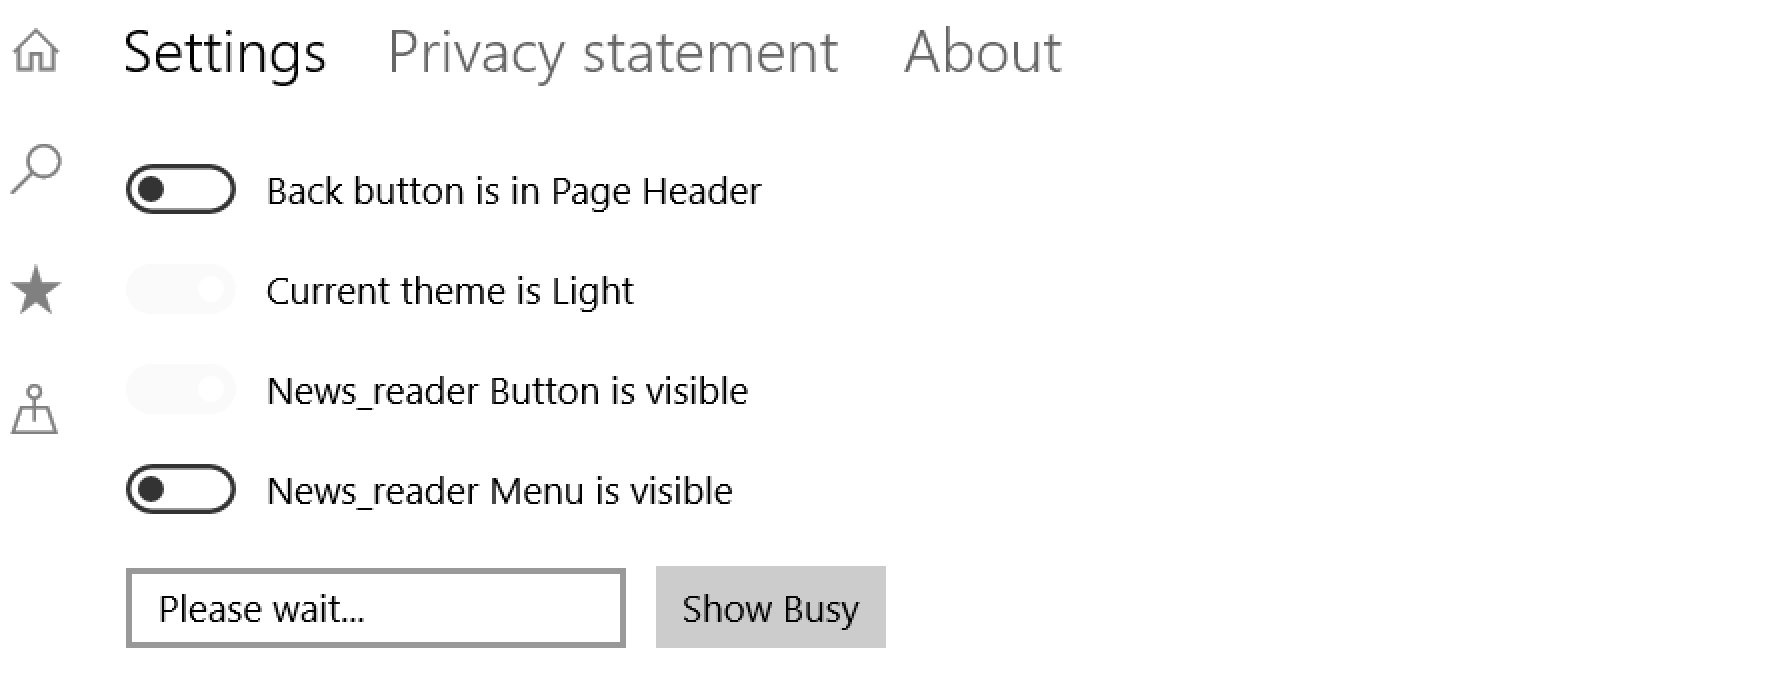 Settings Privacy statement About
Back button is in Page Header
Current theme is Light
News_reader Button is visible
News_reader Menu is visible
Please wait... Show Busy